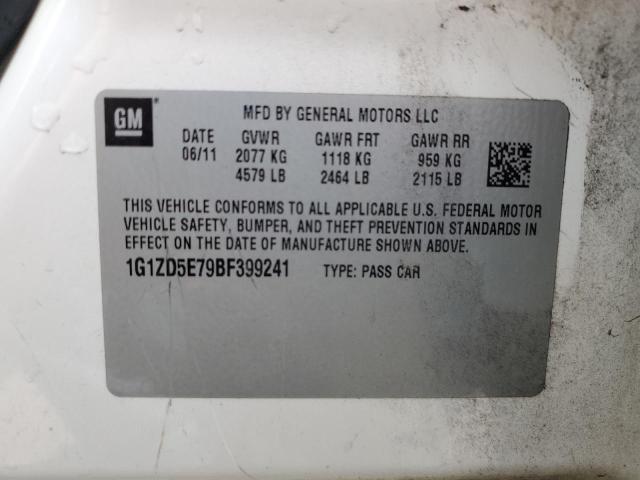 GM
MFD BY GENERAL MOTORS LLC
DATE GVWR GAWR FRT GAWR RR
06/11 2077 KG 1118 KG 959 KG
4579 LB 2464 LB 2115 LB
THIS VEHICLE CONFORMS TO ALL APPLICABLE U.S. FEDERAL MOTOR
VEHICLE SAFETY, BUMPER, AND THEFT PREVENTION STANDARDS IN
EFFECT ON THE DATE OF MANUFACTURE SHOWN ABOVE.
1G1ZD5E79BF399241 TYPE: PASS CAR